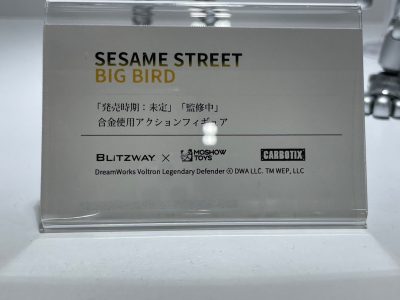 SESAME STREET
BIG BIRD
「発売時期：未定」「監修中」
合金使用アクションフィギュア
BLITZWAY × MOSHOW TOYS CARBOTIX
DreamWorks Voltron Legendary Defender © DWA LLC. TM WEP, LLC